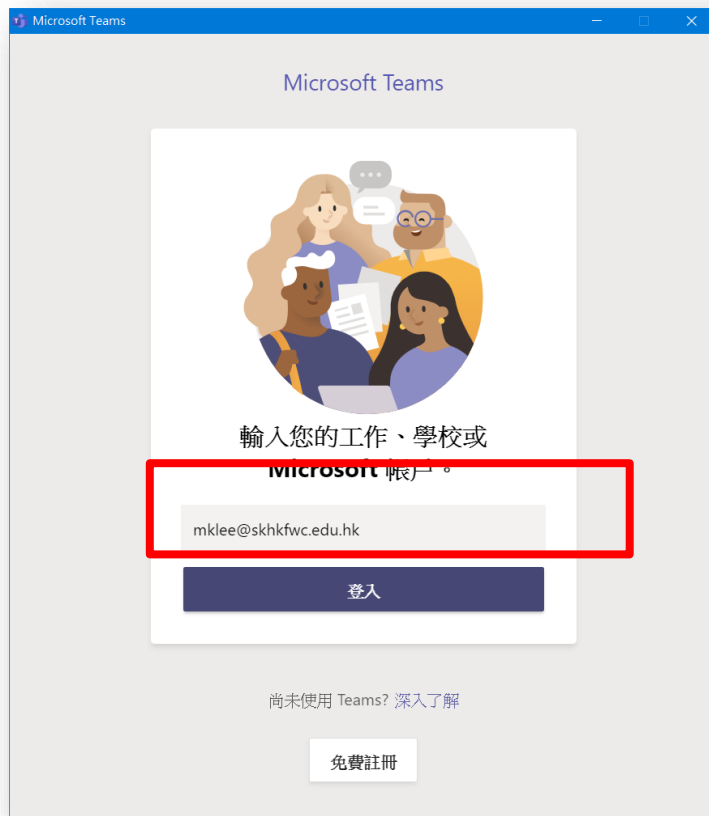 Microsoft Teams
Microsoft Teams
輸入您的工作、學校或
Microsoft 帳戶。
mklee@skhkfwc.edu.hk
登入
尚未使用 Teams? 深入了解
免費註冊